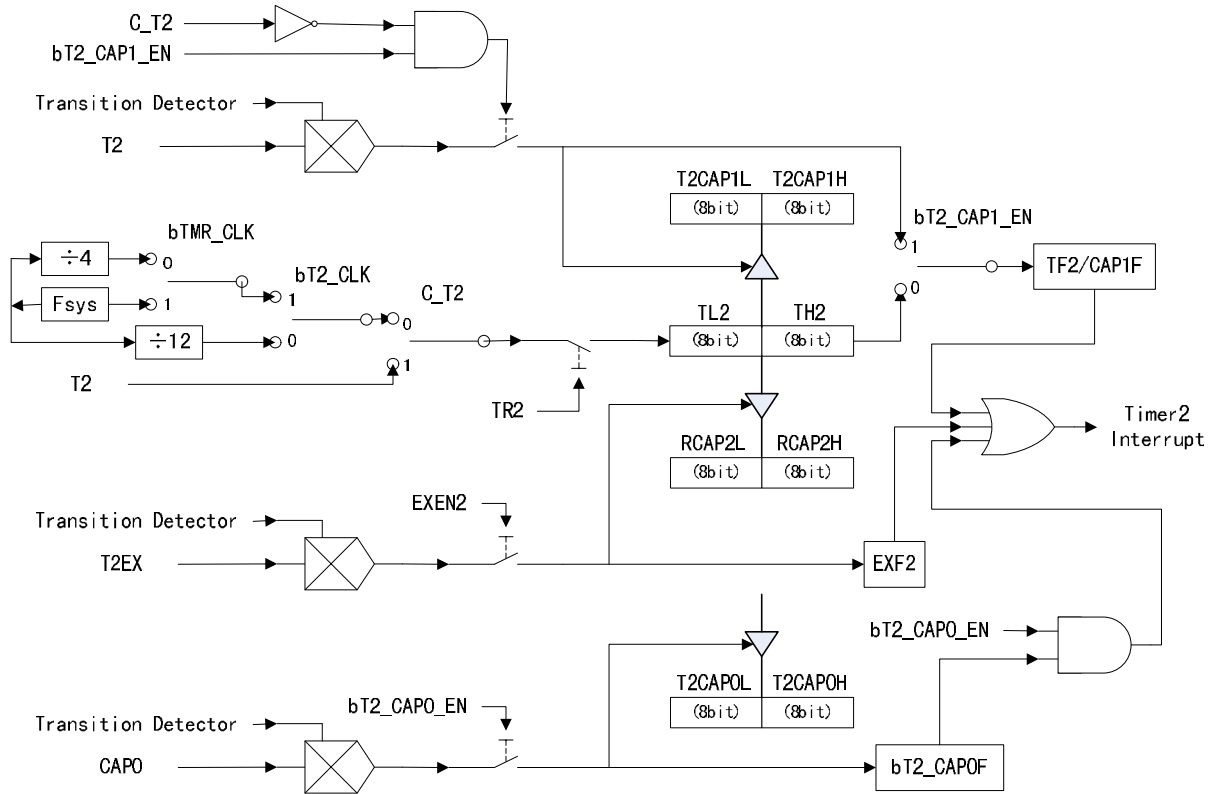 C_T2
bT2_CAP1_EN
Transition Detector
T2
T2CAP1L
T2CAP1H
(8bit)
(8bit)
bT2_CAP1_EN
1
0
TF2/CAP1F
bTMR_CLK
÷4
0
Fsys
1
÷12
bT2_CLK
1
0
C_T2
0
1
T2
TR2
TL2
TH2
(8bit)
(8bit)
RCAP2L
RCAP2H
(8bit)
(8bit)
Timer2
Interrupt
EXEN2
Transition Detector
T2EX
EXF2
bT2_CAP0_EN
T2CAP0L
T2CAP0H
(8bit)
(8bit)
bT2_CAP0_EN
Transition Detector
CAP0
bT2_CAP0F